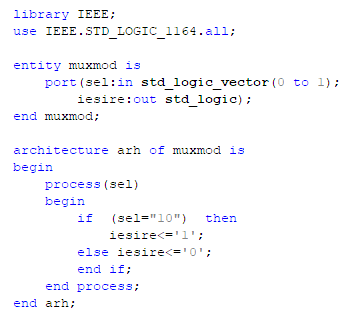 library IEEE;
use IEEE.STD_LOGIC_1164.all;
entity muxmod is
port(sel:in std_logic_vector(0 to 1);
iesire:out std_logic);
end muxmod;
architecture arh of muxmod is
begin
process(sel)
begin
if (sel="10") then
iesire<='1';
else iesire<='0';
end if;
end process;
end arh;